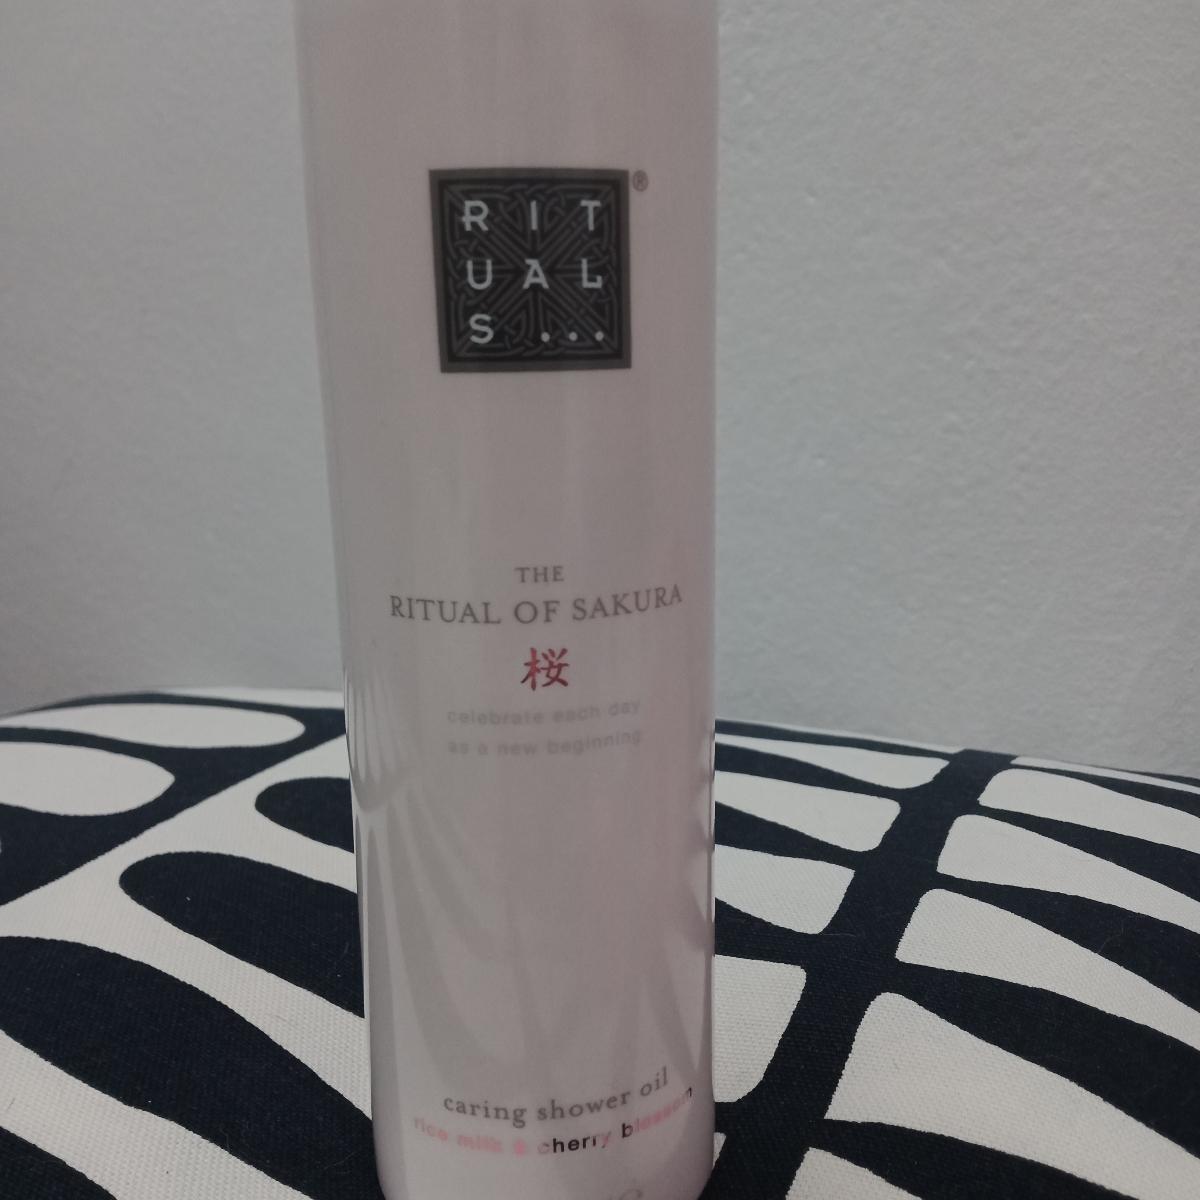 RIT
UAL
S...
®
THE
RITUAL OF SAKURA
桜
celebrate each day
as a new beginning
caring shower oil
rice milk & cherry blossom